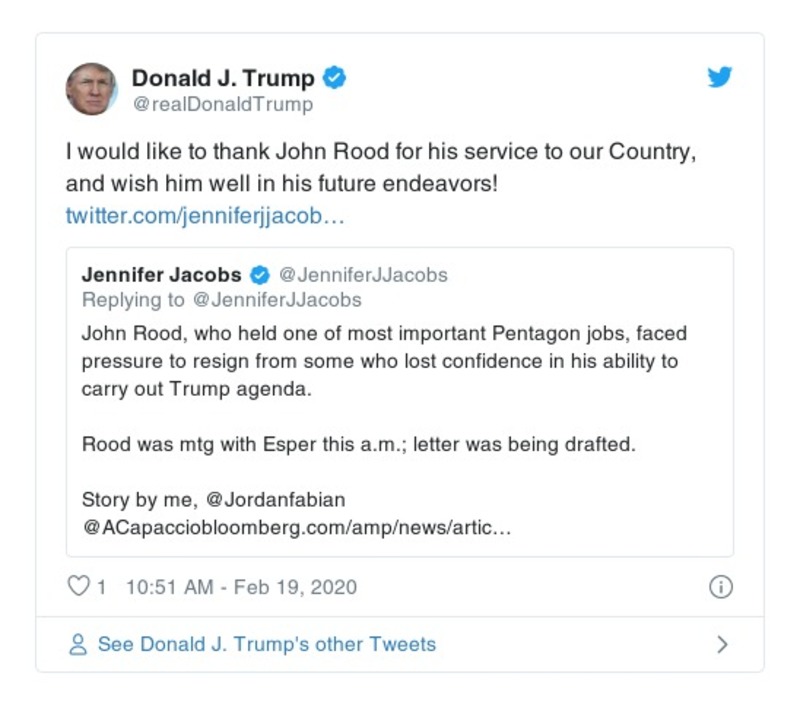 Donald J. Trump
@realDonaldTrump
I would like to thank John Rood for his service to our Country,
and wish him well in his future endeavors!
twitter.com/jenniferjjacob…
Jennifer Jacobs @JenniferJJacobs
Replying to @JenniferJJacobs
John Rood, who held one of most important Pentagon jobs, faced
pressure to resign from some who lost confidence in his ability to
carry out Trump agenda.
Rood was mtg with Esper this a.m.; letter was being drafted.
Story by me, @Jordanfabian
@ACapacciobloomberg.com/amp/news/artic…
1 10:51 AM - Feb 19, 2020
See Donald J. Trump's other Tweets